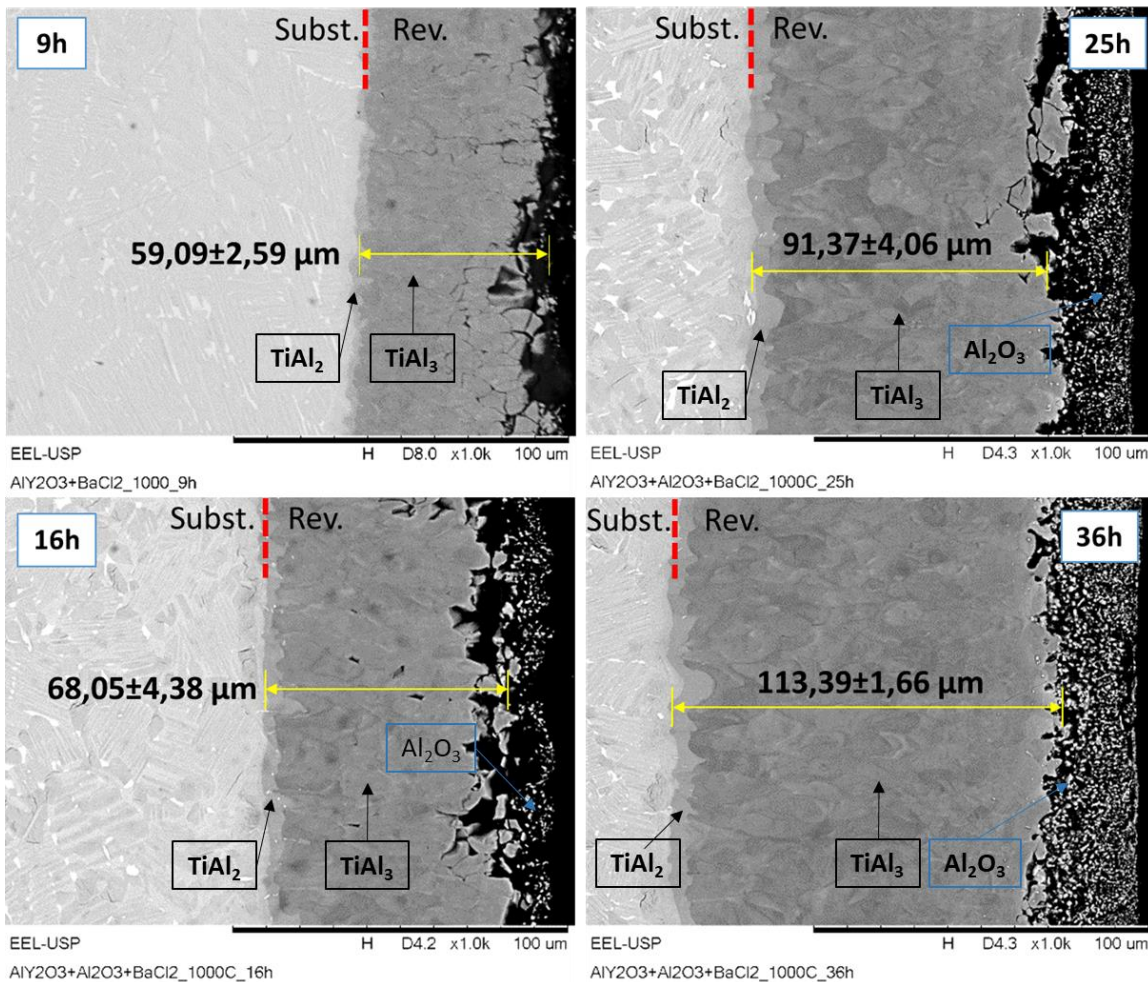 9h
Subst. Rev.
59,09±2,59 µm
TiAl₂ TiAl₃
EEL-USP H D8.0 x1.0k 100 um
AlY2O3+BaCl2_1000_9h
Subst. Rev.
25h
91,37±4,06 µm
Al₂O₃
TiAl₂ TiAl₃
EEL-USP H D4.3 x1.0k 100 um
AlY2O3+Al2O3+BaCl2_1000C_25h
16h
Subst. Rev.
68,05±4,38 µm
Al₂O₃
TiAl₂ TiAl₃
EEL-USP H D4.2 x1.0k 100 um
AlY2O3+Al2O3+BaCl2_1000C_16h
Subst. Rev.
36h
113,39±1,66 µm
TiAl₂ TiAl₃ Al₂O₃
EEL-USP H D4.3 x1.0k 100 um
AlY2O3+Al2O3+BaCl2_1000C_36h